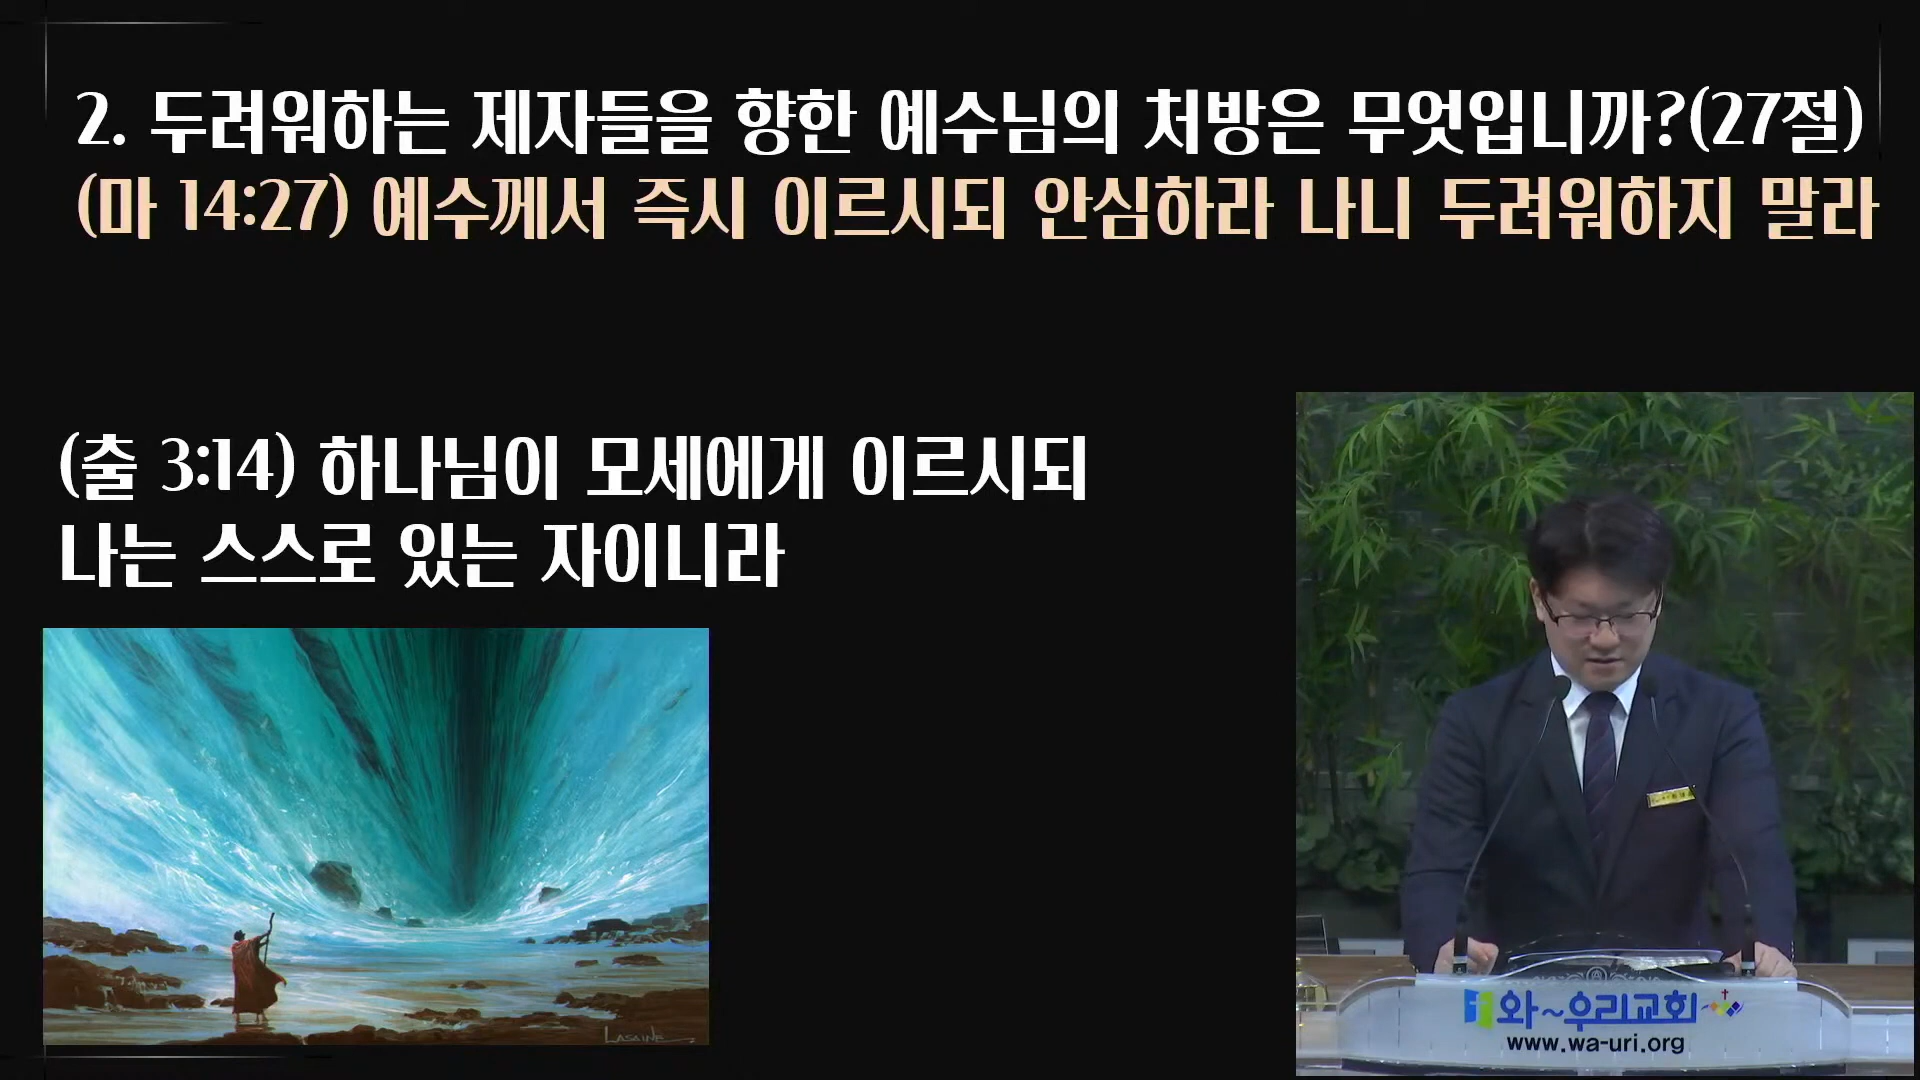 2. 두려워하는 제자들을 향한 예수님의 처방은 무엇입니까?(27절)
(마 14:27) 예수께서 즉시 이르시되 안심하라 나니 두려워하지 말라
(출 3:14) 하나님이 모세에게 이르시되
나는 스스로 있는 자이니라
LASAINE
와~우리교회
www.wa-uri.org